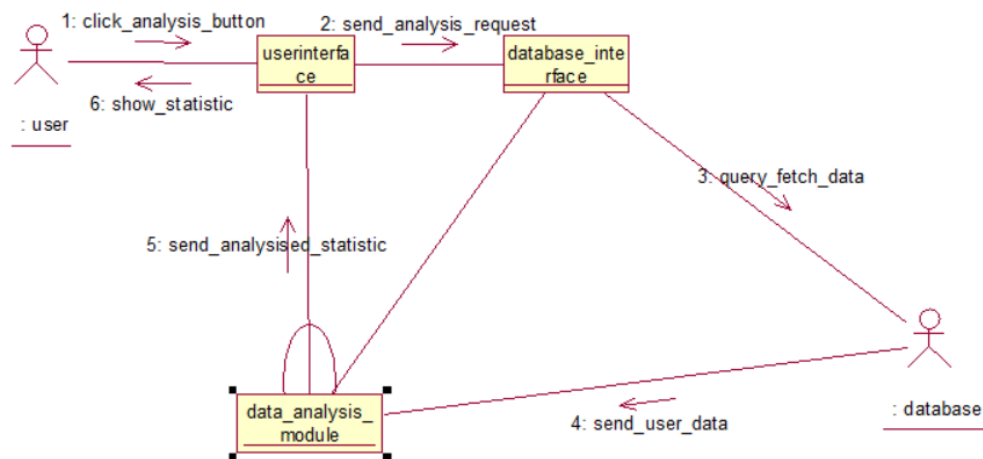 1: click_analysis_button
2: send_analysis_request
userinterfa
ce
database_inte
rface
6: show_statistic
: user
3: query_fetch_data
5: send_analysised_statistic
data_analysis_
module
4: send_user_data
: database